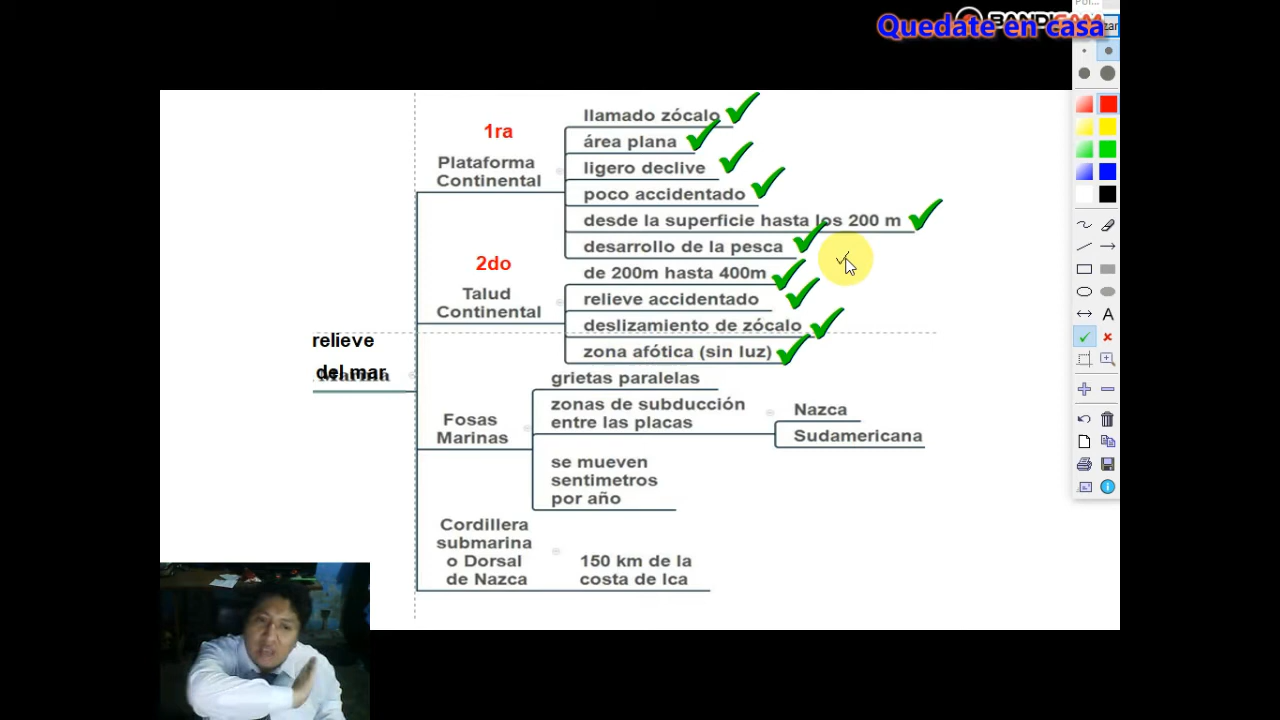 BANDICAM
Quedate en casa
1ra
Plataforma
Continental
llamado zócalo
área plana
ligero declive
poco accidentado
desde la superficie hasta los 200 m
desarrollo de la pesca
2do
Talud
Continental
de 200m hasta 400m
relieve accidentado
deslizamiento de zócalo
zona afótica (sin luz)
relieve
del mar
Fosas
Marinas
grietas paralelas
zonas de subducción
entre las placas
Nazca
Sudamericana
se mueven
sentimetros
por año
Cordillera
submarina
o Dorsal
de Nazca
150 km de la
costa de Ica